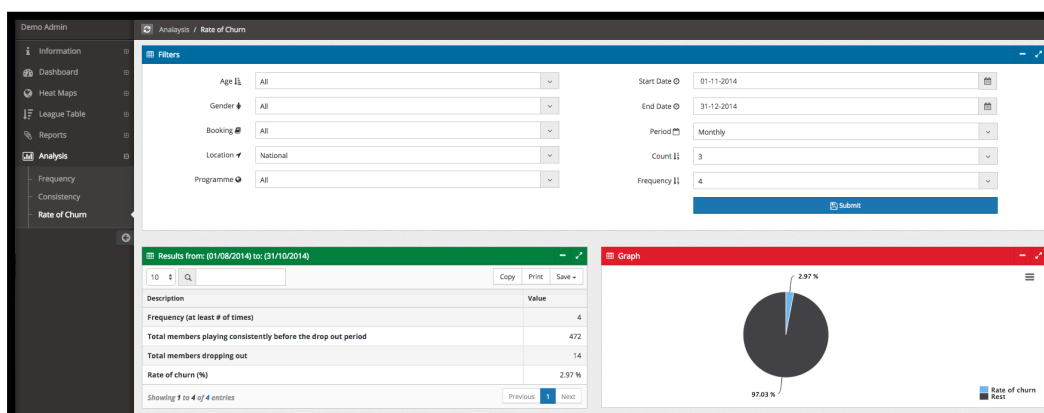 Demo Admin
Analaysis / Rate of Churn
Information
Dashboard
Heat Maps
League Table
Reports
Analysis
Frequency
Consistency
Rate of Churn
Filters
Age All
Gender All
Booking All
Location National
Programme All
Start Date 01-11-2014
End Date 31-12-2014
Period Monthly
Count 3
Frequency 4
Submit
Results from: (01/08/2014) to: (31/10/2014)
10 Copy Print Save
Description Value
Frequency (at least # of times) 4
Total members playing consistently before the drop out period 472
Total members dropping out 14
Rate of churn (%) 2.97 %
Showing 1 to 4 of 4 entries Previous 1 Next
Graph
2.97 %
97.03 %
Rate of churn
Rest